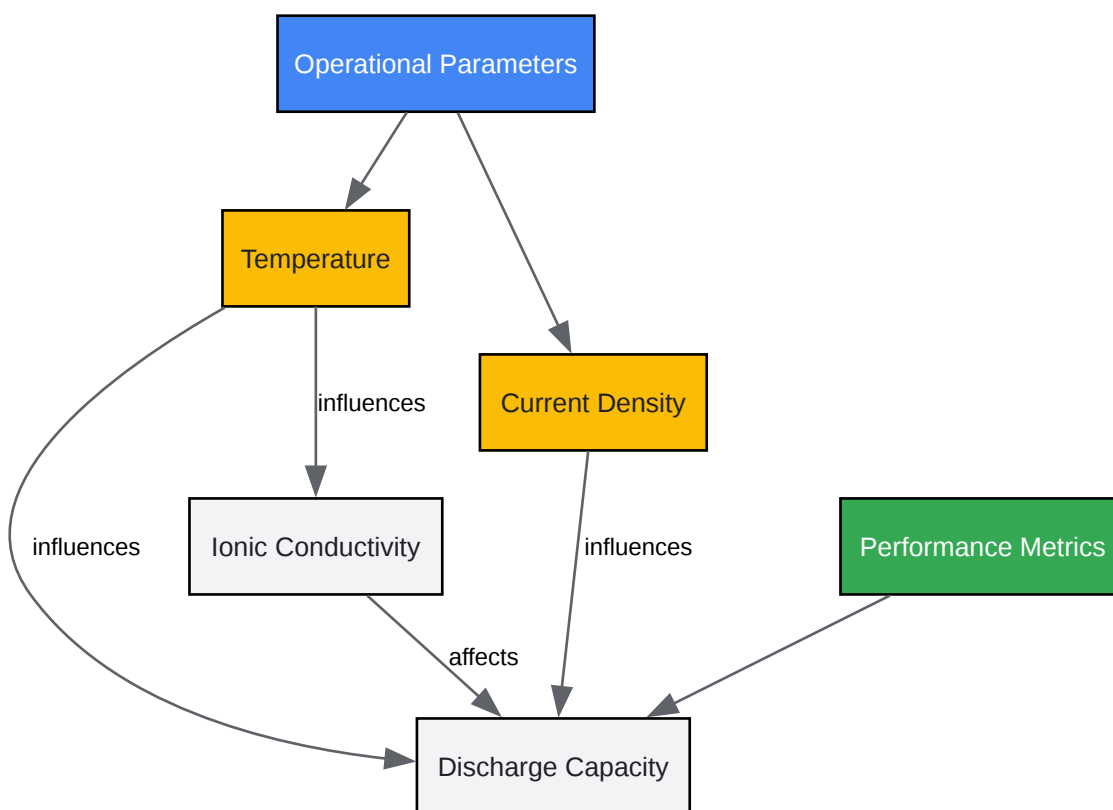 Operational Parameters
Temperature
Current Density
influences
Ionic Conductivity
Performance Metrics
influences
influences
affects
Discharge Capacity